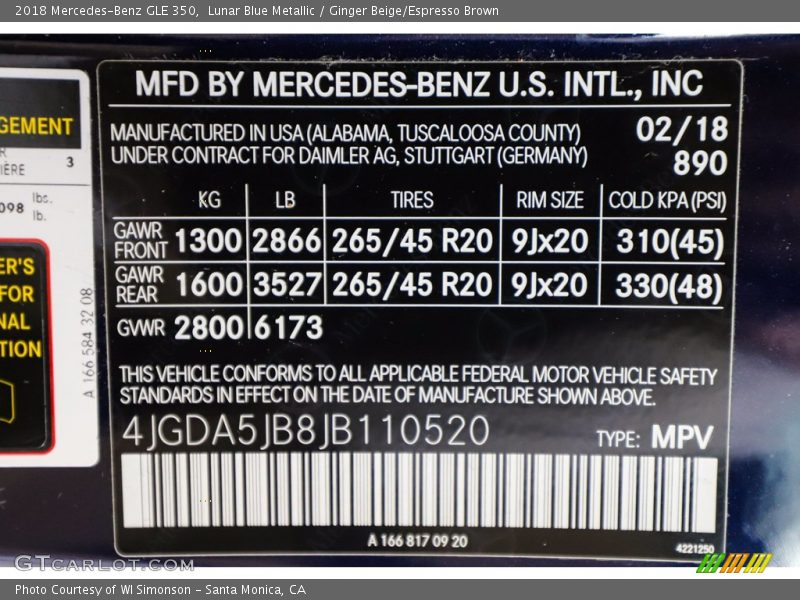 2018 Mercedes-Benz GLE 350, Lunar Blue Metallic / Ginger Beige/Espresso Brown
GEMENT
IÈRE
3
098
lbs.
lb.
ER'S
FOR
NAL
TION
A 166 584 32 08
MFD BY MERCEDES-BENZ U.S. INTL., INC
MANUFACTURED IN USA (ALABAMA, TUSCALOOSA COUNTY) 02/18
UNDER CONTRACT FOR DAIMLER AG, STUTTGART (GERMANY) 890
KG LB TIRES RIM SIZE COLD KPA (PSI)
GAWR FRONT 1300 2866 265/45 R20 9Jx20 310(45)
GAWR REAR 1600 3527 265/45 R20 9Jx20 330(48)
GVWR 2800 6173
THIS VEHICLE CONFORMS TO ALL APPLICABLE FEDERAL MOTOR VEHICLE SAFETY
STANDARDS IN EFFECT ON THE DATE OF MANUFACTURE SHOWN ABOVE.
4JGDA5JB8JB110520 TYPE: MPV
A 166 817 09 20
4221250
GTCARLOT.COM
Photo Courtesy of WI Simonson - Santa Monica, CA